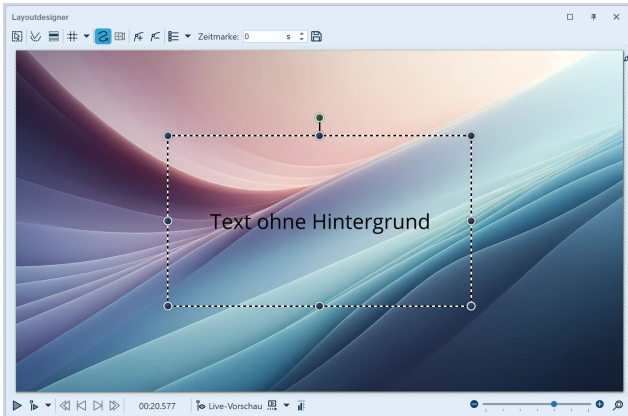 Layoutdesigner
Zeitmarke: 0 s
Text ohne Hintergrund
00:20.577 Live-Vorschau